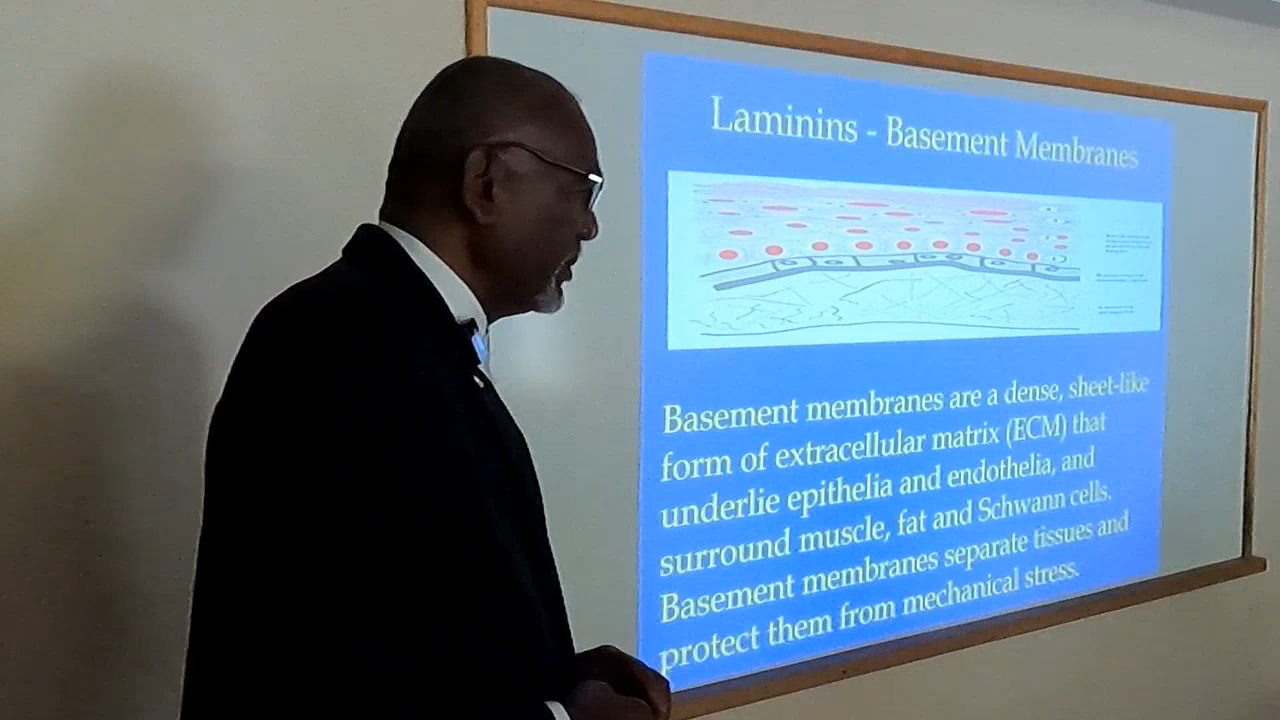 Laminins - Basement Membranes
Basement membranes are a dense, sheet-like
form of extracellular matrix (ECM) that
underlie epithelia and endothelia, and
surround muscle, fat and Schwann cells.
Basement membranes separate tissues and
protect them from mechanical stress.